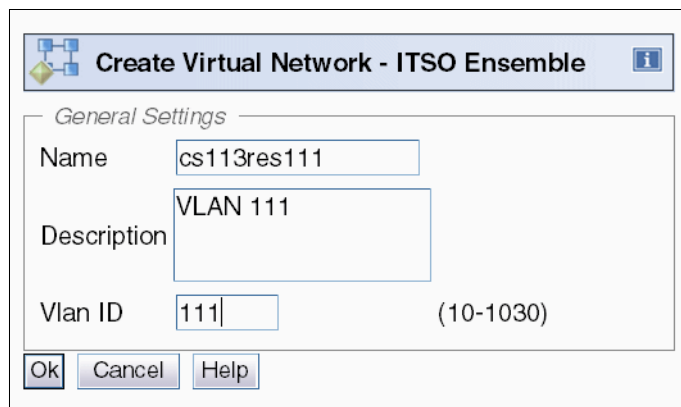 Create Virtual Network - ITSO Ensemble
i
General Settings
Name cs113res111
Description VLAN 111
Vlan ID 111 (10-1030)
Ok Cancel Help